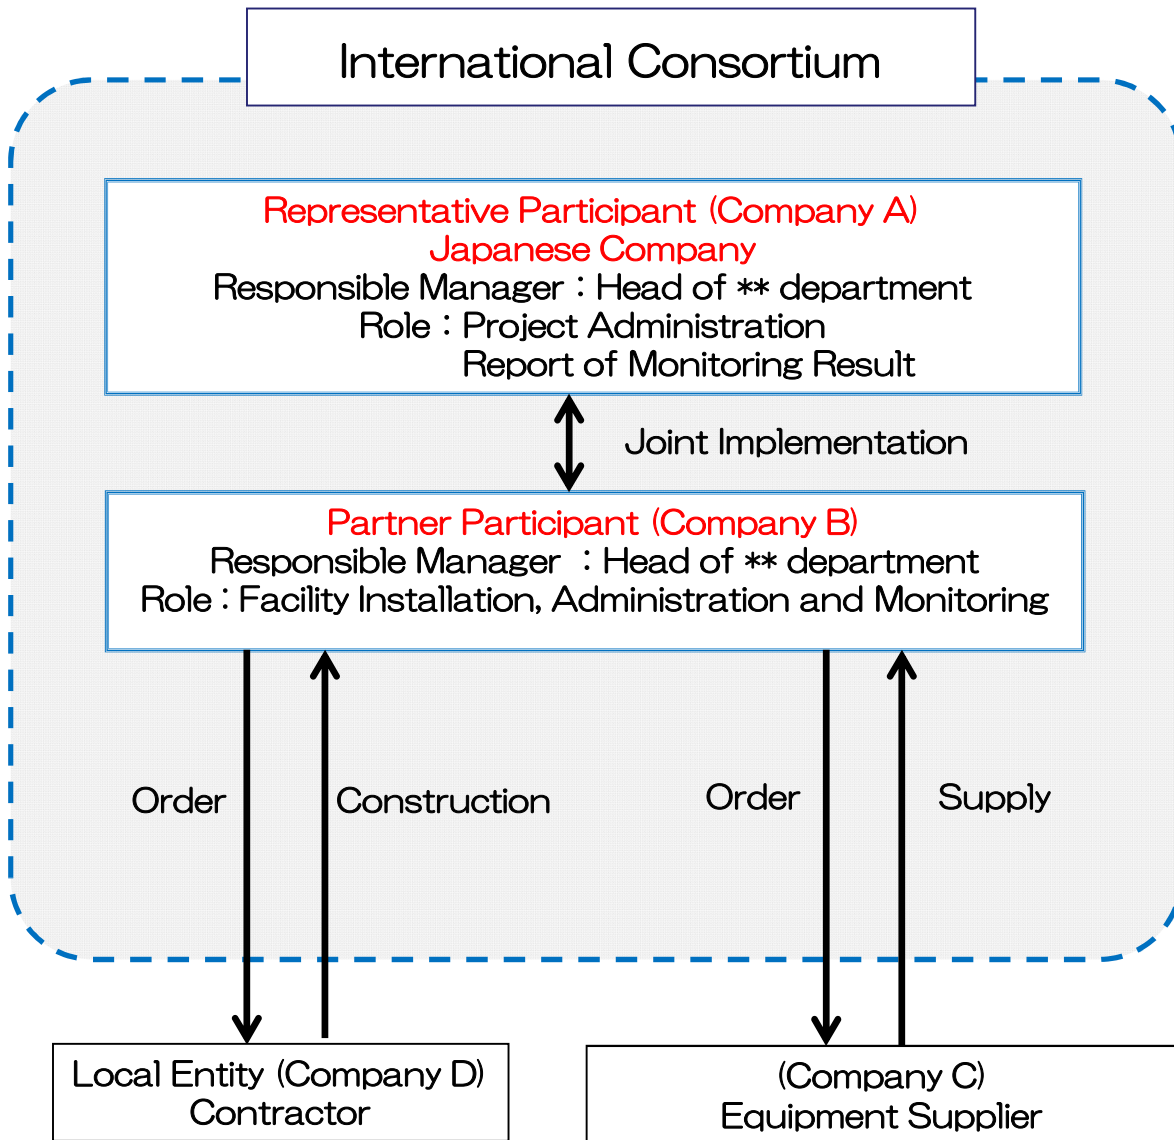 International Consortium
Representative Participant (Company A)
Japanese Company
Responsible Manager : Head of ** department
Role : Project Administration
Report of Monitoring Result
Joint Implementation
Partner Participant (Company B)
Responsible Manager : Head of ** department
Role : Facility Installation, Administration and Monitoring
Order
Construction
Order
Supply
Local Entity (Company D)
Contractor
(Company C)
Equipment Supplier